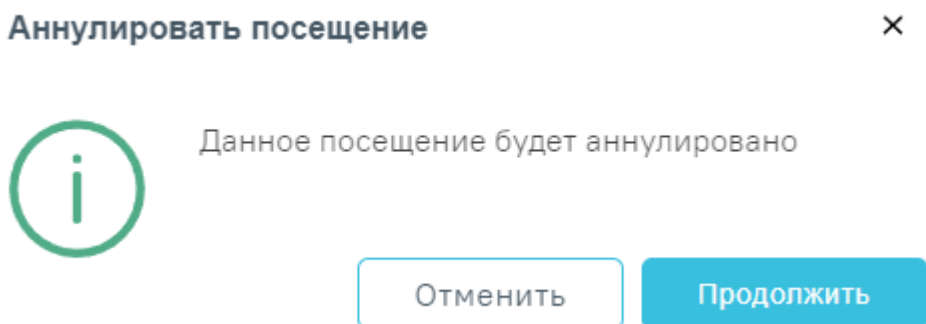 Аннулировать посещение
Данное посещение будет аннулировано
Отменить
Продолжить